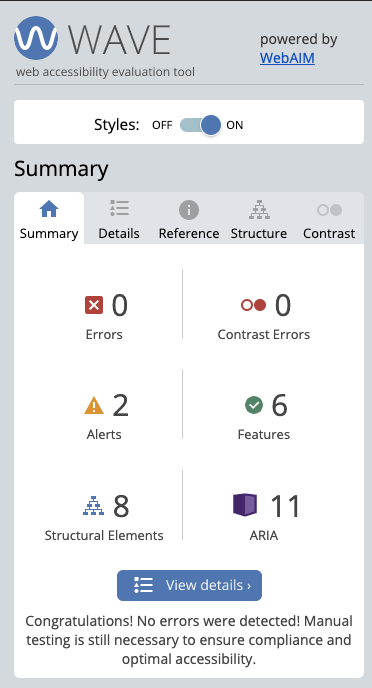 WAVE
web accessibility evaluation tool
powered by
WebAIM
Styles: OFF ON
Summary
Summary Details Reference Structure Contrast
0 0
Errors Contrast Errors
2 6
Alerts Features
8 11
Structural Elements ARIA
View details ›
Congratulations! No errors were detected! Manual
testing is still necessary to ensure compliance and
optimal accessibility.